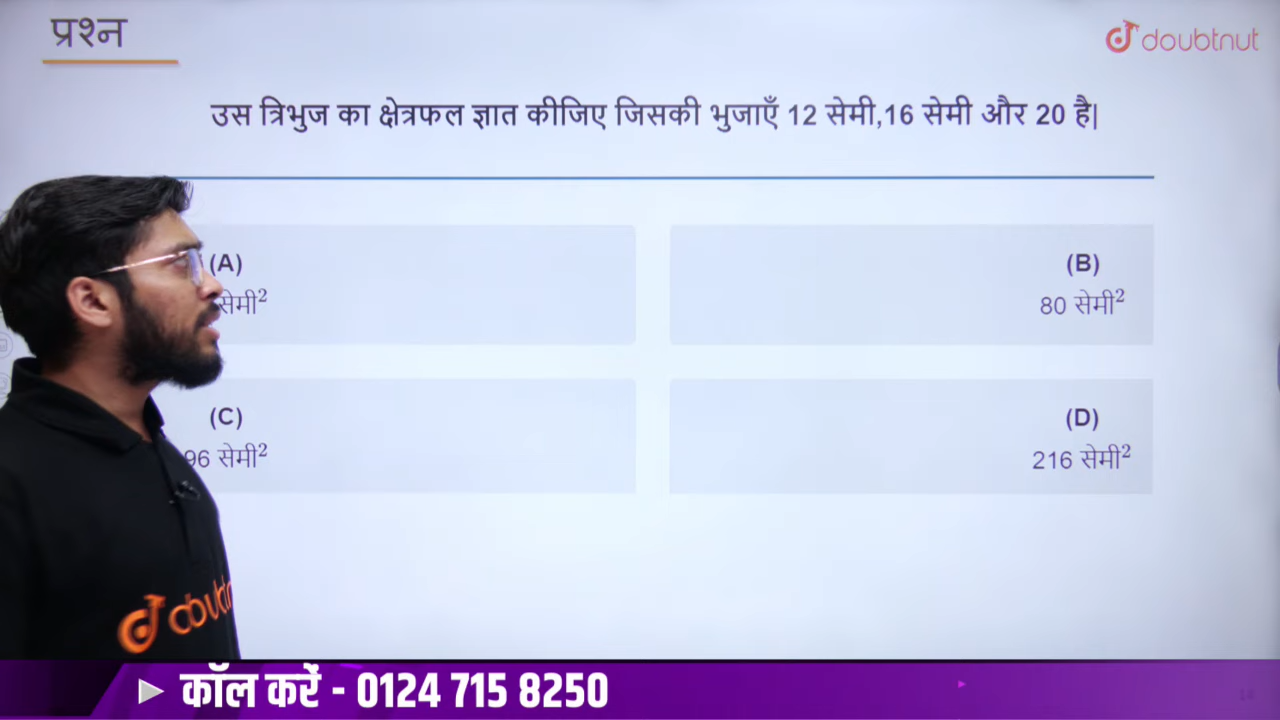 प्रश्न
doubtnut
उस त्रिभुज का क्षेत्रफल ज्ञात कीजिए जिसकी भुजाएँ 12 सेमी,16 सेमी और 20 है|
(A)
सेमी²
(B)
80 सेमी²
(C)
96 सेमी²
(D)
216 सेमी²
कॉल करें - 0124 715 8250